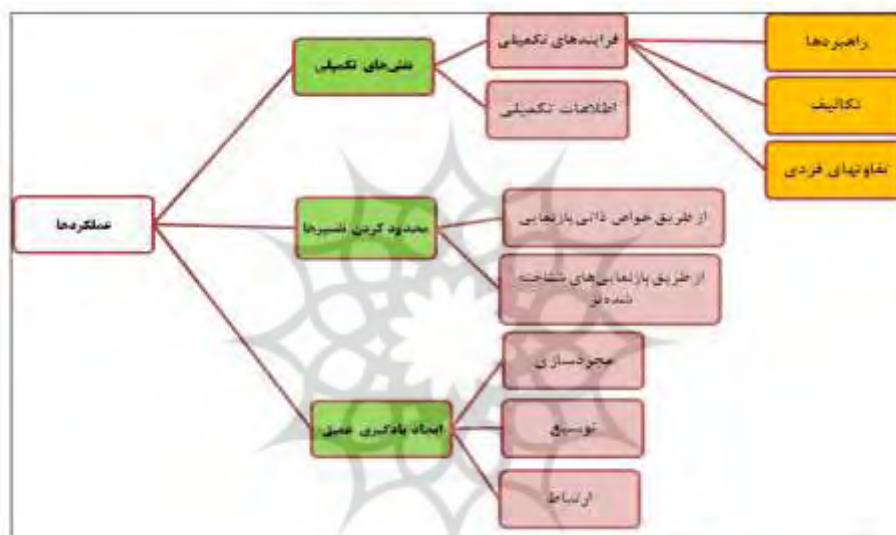 عملکردها
نقش‌های تکمیلی
فرایندهای تکمیلی
راهبردها
تکالیف
تفاوتهای فردی
اطلاعات تکمیلی
محدود کردن تفسیرها
از طریق خواص ذاتی بازنمایی
از طریق بازنمایی‌های شناخته
شده‌تر
ایجاد یادگیری عمیق
مجردسازی
توسیع
ارتباط